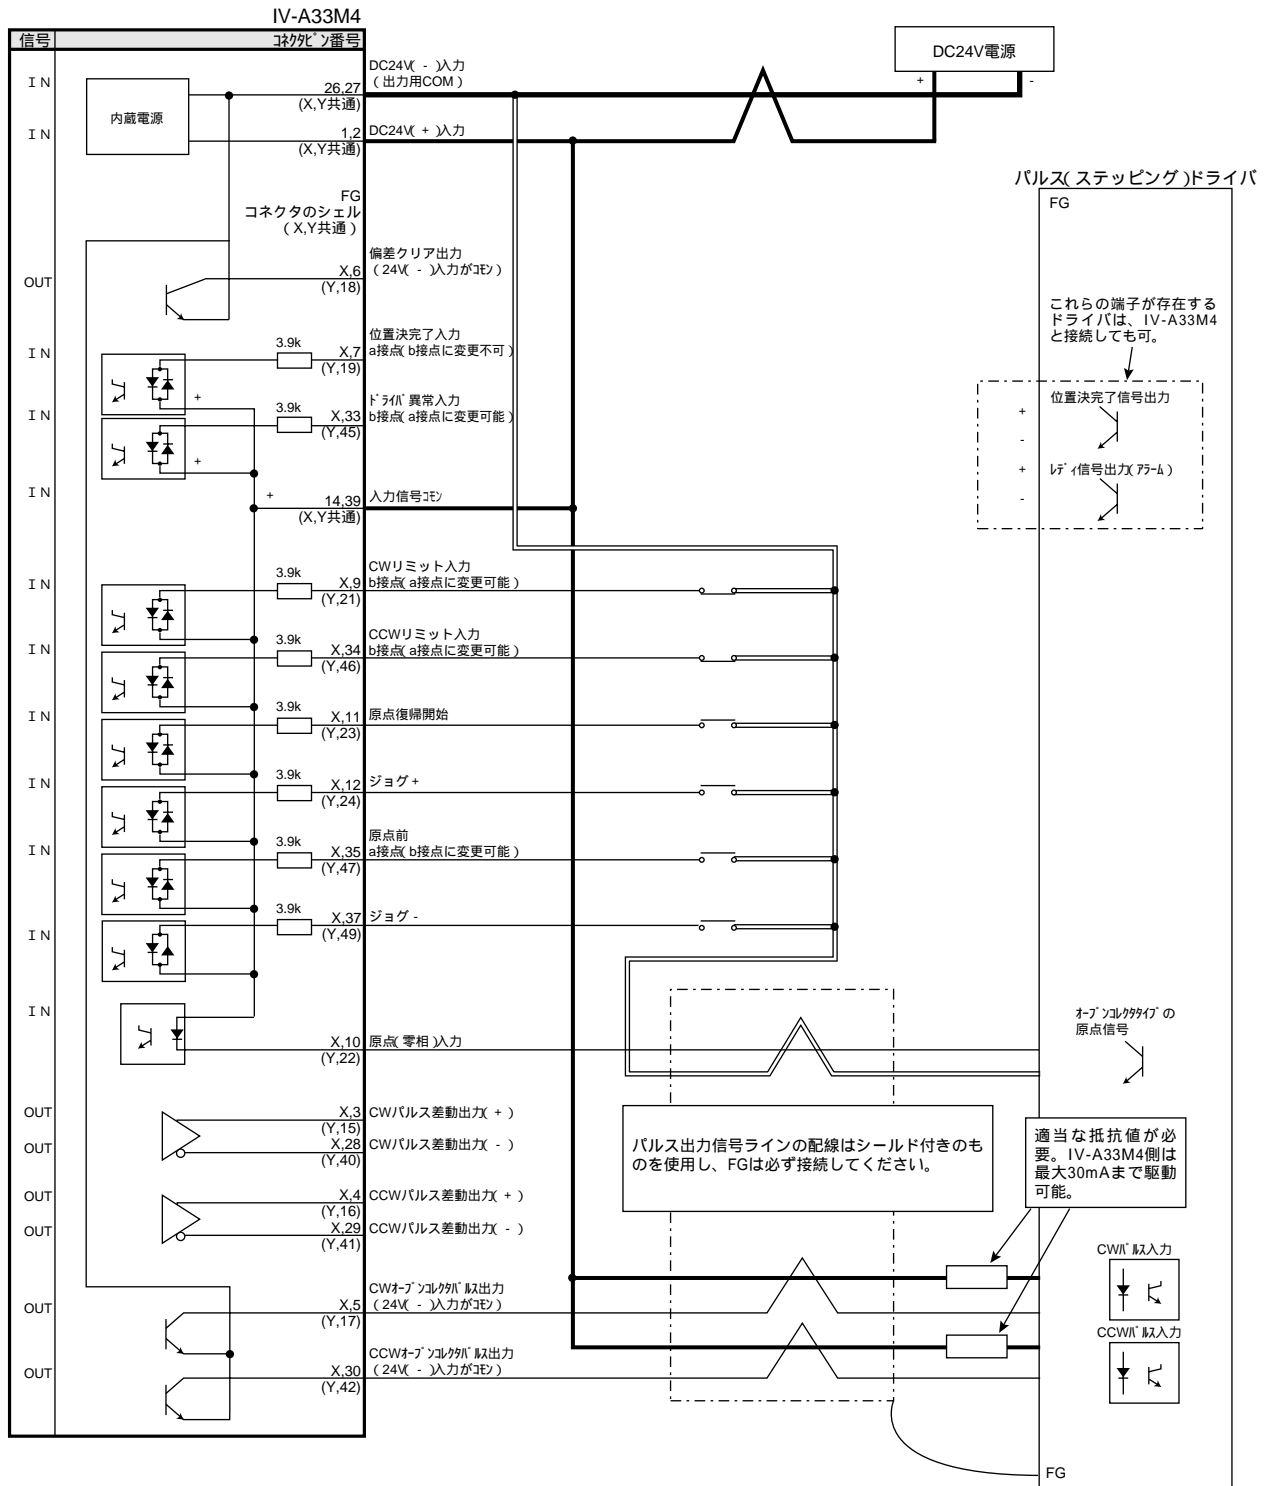 IV-A33M4
信号 コネクタピン番号
DC24V電源
+ -
IN
内蔵電源
26,27
(X,Y共通)
DC24V( - )入力
(出力用COM)
IN
1,2
(X,Y共通)
DC24V( + )入力
FG
コネクタのシェル
(X,Y共通)
パルス(ステッピング)ドライバ
FG
OUT
X,6
(Y,18)
偏差クリア出力
(24V( - )入力がコモン)
これらの端子が存在する
ドライバは、IV-A33M4
と接続しても可。
IN
3.9k
X,7
(Y,19)
位置決完了入力
a接点(b接点に変更不可)
+
位置決完了信号出力
+
-
IN
3.9k
X,33
(Y,45)
ドライバ異常入力
b接点(a接点に変更可能)
+
レディ信号出力(アラーム)
+
-
IN
+
14,39
(X,Y共通)
入力信号コモン
IN
3.9k
X,9
(Y,21)
CWリミット入力
b接点(a接点に変更可能)
IN
3.9k
X,34
(Y,46)
CCWリミット入力
b接点(a接点に変更可能)
IN
3.9k
X,11
(Y,23)
原点復帰開始
IN
3.9k
X,12
(Y,24)
ジョグ+
IN
3.9k
X,35
(Y,47)
原点前
a接点(b接点に変更可能)
IN
3.9k
X,37
(Y,49)
ジョグ-
IN
X,10
(Y,22)
原点(零相)入力
オープンコレクタタイプの
原点信号
OUT
X,3
(Y,15)
CWパルス差動出力( + )
OUT
X,28
(Y,40)
CWパルス差動出力( - )
パルス出力信号ラインの配線はシールド付きのも
のを使用し、FGは必ず接続してください。
適当な抵抗値が必
要。IV-A33M4側は
最大30mAまで駆動
可能。
OUT
X,4
(Y,16)
CCWパルス差動出力( + )
OUT
X,29
(Y,41)
CCWパルス差動出力( - )
CWパルス入力
OUT
X,5
(Y,17)
CWオープンコレクタパルス出力
(24V( - )入力がコモン)
CCWパルス入力
OUT
X,30
(Y,42)
CCWオープンコレクタパルス出力
(24V( - )入力がコモン)
FG